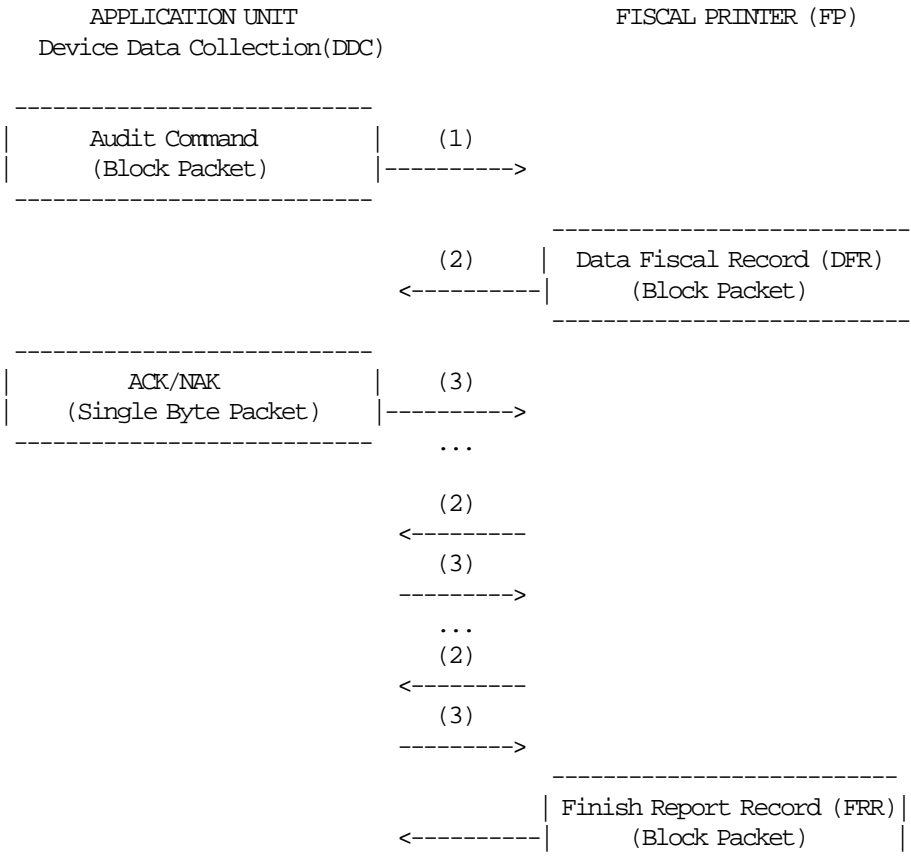 APPLICATION UNIT FISCAL PRINTER (FP)
Device Data Collection(DDC)
Audit Command (1)
(Block Packet)
(2) Data Fiscal Record (DFR)
(Block Packet)
ACK/NAK (3)
(Single Byte Packet)
...
(2)
(3)
...
(2)
(3)
Finish Report Record (FRR)
(Block Packet)